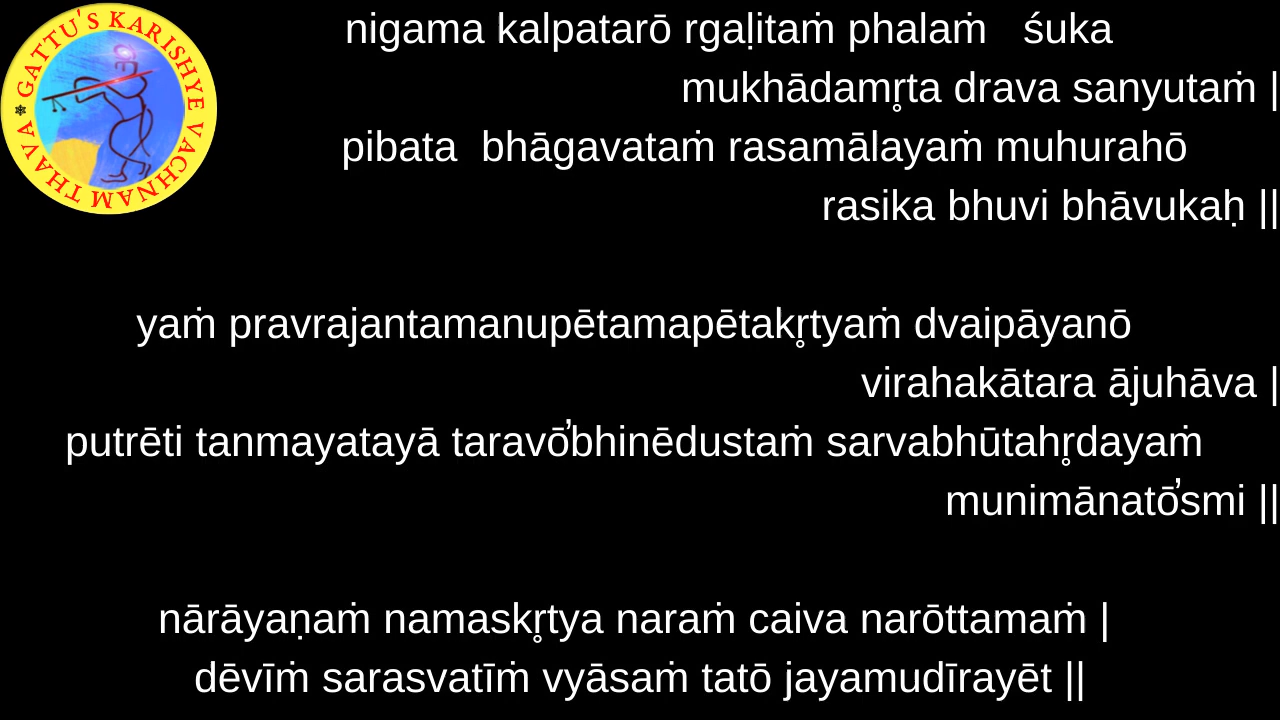 GATTU'S KARISHYE VACHNAM THAVA
nigama kalpatarō rgaḷitaṁ phalaṁ   śuka
mukhādamr̥ta drava sanyutaṁ |
pibata  bhāgavataṁ rasamālayaṁ muhurahō
rasika bhuvi bhāvukaḥ ||
yaṁ pravrajantamanupētamapētakr̥tyaṁ dvaipāyanō
virahakātara ājuhāva |
putrēti tanmayatayā taravō̕bhinēdustaṁ sarvabhūtahr̥dayaṁ
munimānatō̕smi ||
nārāyaṇaṁ namaskr̥tya naraṁ caiva narōttamaṁ |
dēvīṁ sarasvatīṁ vyāsaṁ tatō jayamudīrayēt ||